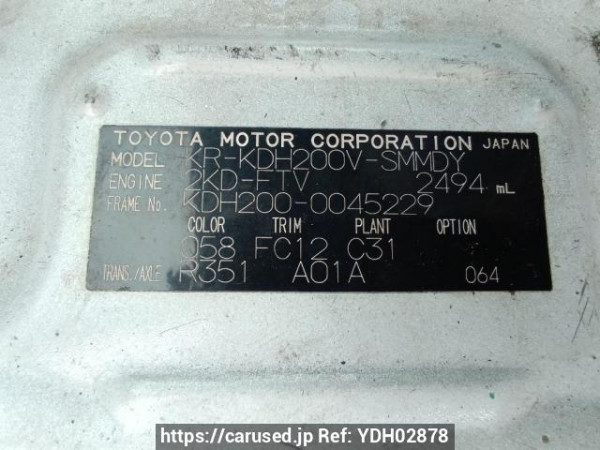 TOYOTA MOTOR CORPORATION JAPAN
MODEL KR-KDH200V-SMMDY
ENGINE 2KD-FTV 2494 mL
FRAME No. KDH200-0045229
COLOR TRIM PLANT OPTION
058 FC12 C31
TRANS./AXLE R351 A01A 064
https://carused.jp Ref: YDH02878